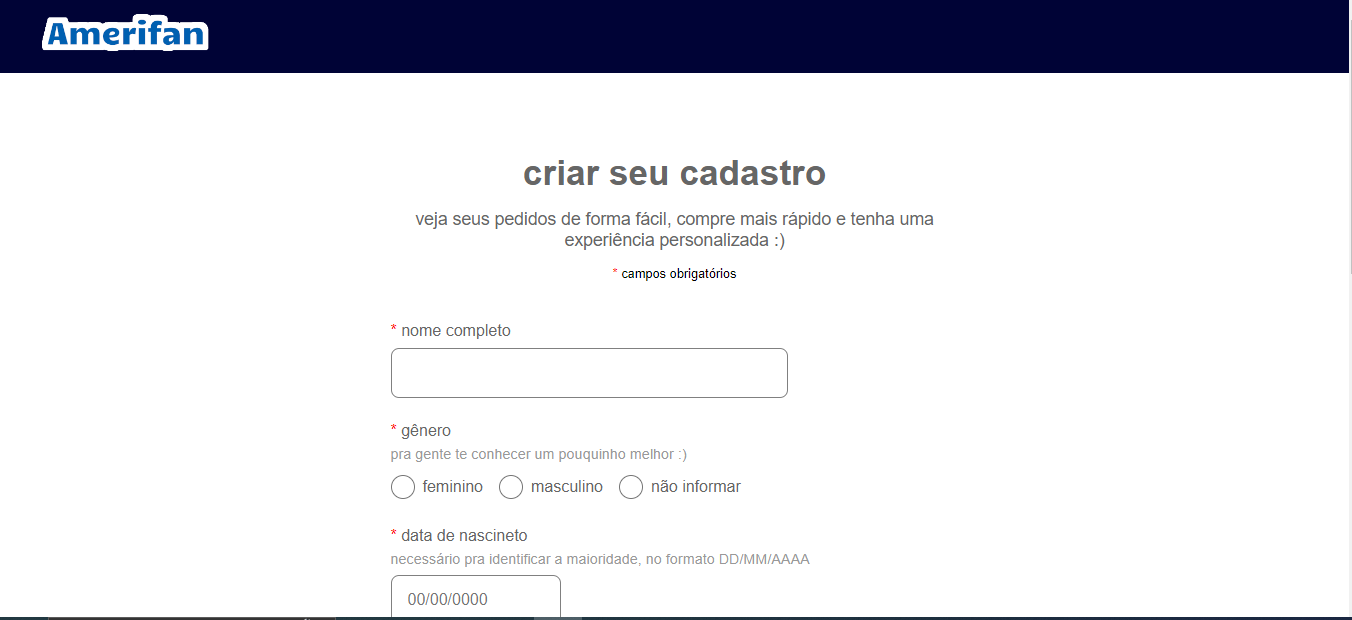 Amerifan
criar seu cadastro
veja seus pedidos de forma fácil, compre mais rápido e tenha uma
experiência personalizada :)
* campos obrigatórios
* nome completo
* gênero
pra gente te conhecer um pouquinho melhor :)
feminino masculino não informar
* data de nascineto
necessário pra identificar a maioridade, no formato DD/MM/AAAA
00/00/0000